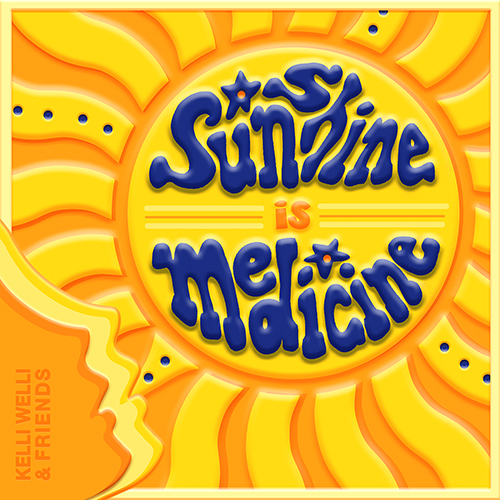 Sunshine
is
medicine
KELLI WELLI
& FRIENDS